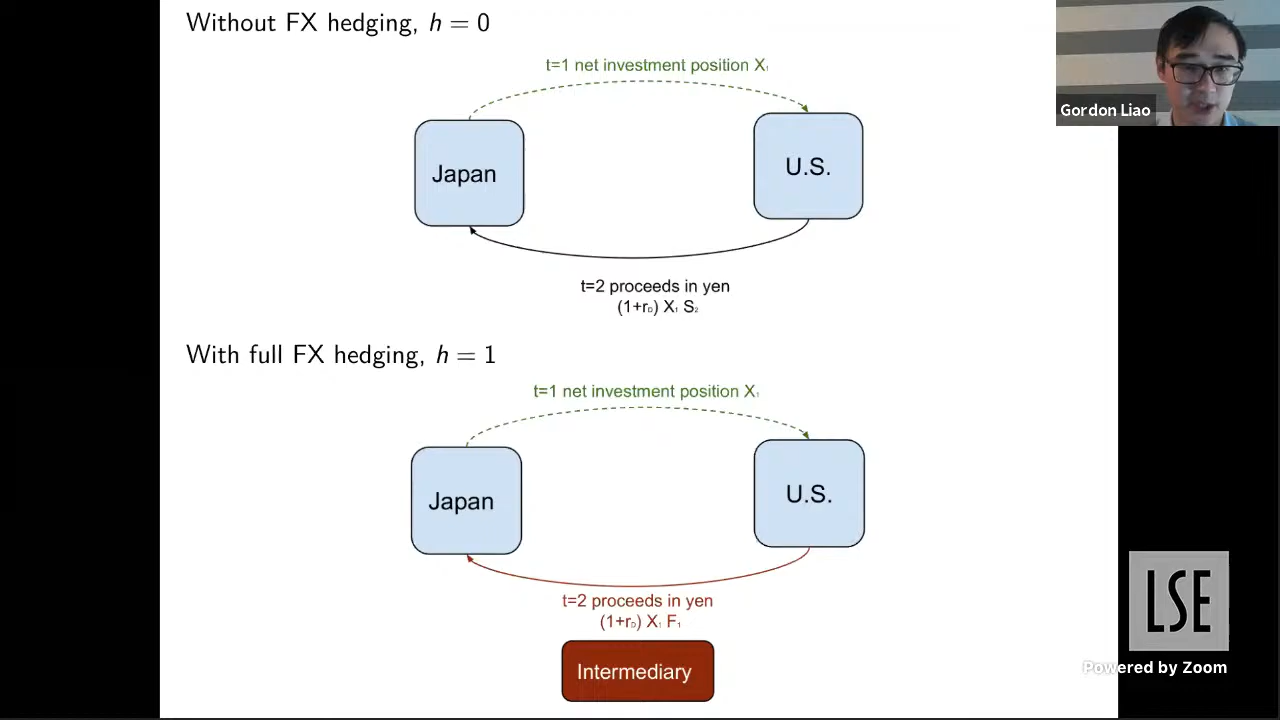 Without FX hedging, h = 0
t=1 net investment position X₁
Japan
U.S.
t=2 proceeds in yen
(1+r_D) X₁ S₂
With full FX hedging, h = 1
t=1 net investment position X₁
Japan
U.S.
t=2 proceeds in yen
(1+r_D) X₁ F₁
Intermediary
Gordon Liao
LSE
Powered by Zoom